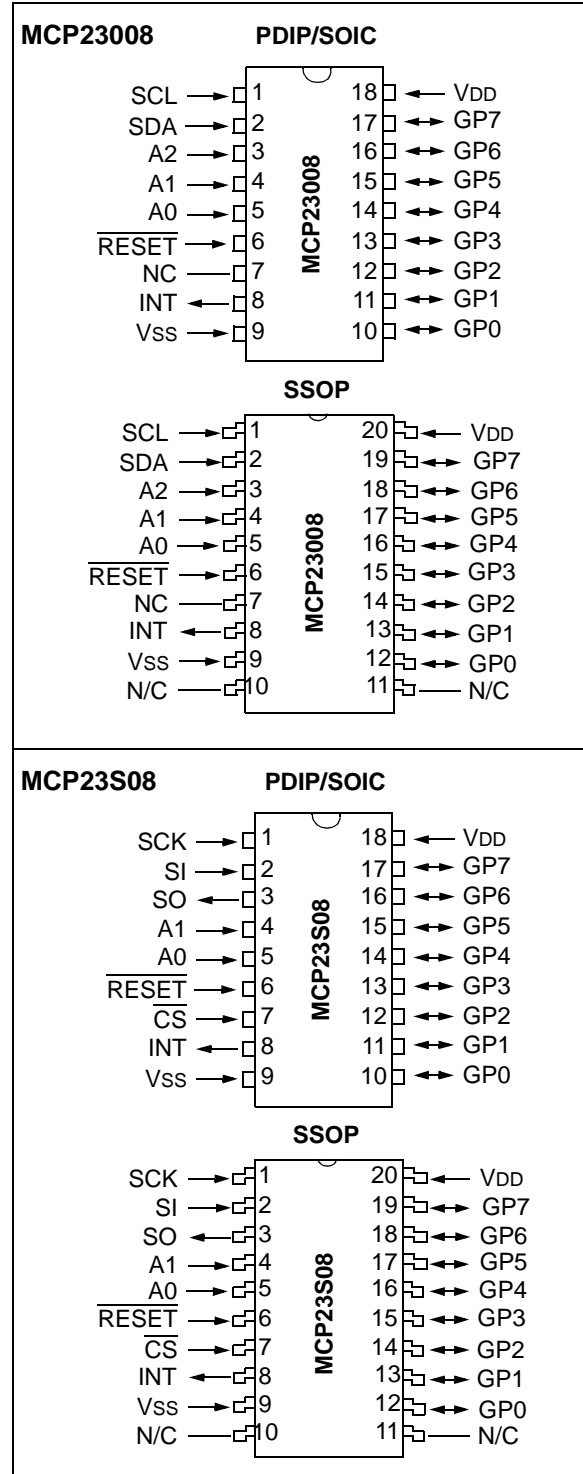 MCP23008 PDIP/SOIC
SCL 1 18 VDD
SDA 2 17 GP7
A2 3 16 GP6
A1 4 15 GP5
A0 5 14 GP4
RESET 6 13 GP3
NC 7 12 GP2
INT 8 11 GP1
VSS 9 10 GP0
MCP23008
SSOP
SCL 1 20 VDD
SDA 2 19 GP7
A2 3 18 GP6
A1 4 17 GP5
A0 5 16 GP4
RESET 6 15 GP3
NC 7 14 GP2
INT 8 13 GP1
VSS 9 12 GP0
N/C 10 11 N/C
MCP23008
MCP23S08 PDIP/SOIC
SCK 1 18 VDD
SI 2 17 GP7
SO 3 16 GP6
A1 4 15 GP5
A0 5 14 GP4
RESET 6 13 GP3
CS 7 12 GP2
INT 8 11 GP1
VSS 9 10 GP0
MCP23S08
SSOP
SCK 1 20 VDD
SI 2 19 GP7
SO 3 18 GP6
A1 4 17 GP5
A0 5 16 GP4
RESET 6 15 GP3
CS 7 14 GP2
INT 8 13 GP1
VSS 9 12 GP0
N/C 10 11 N/C
MCP23S08